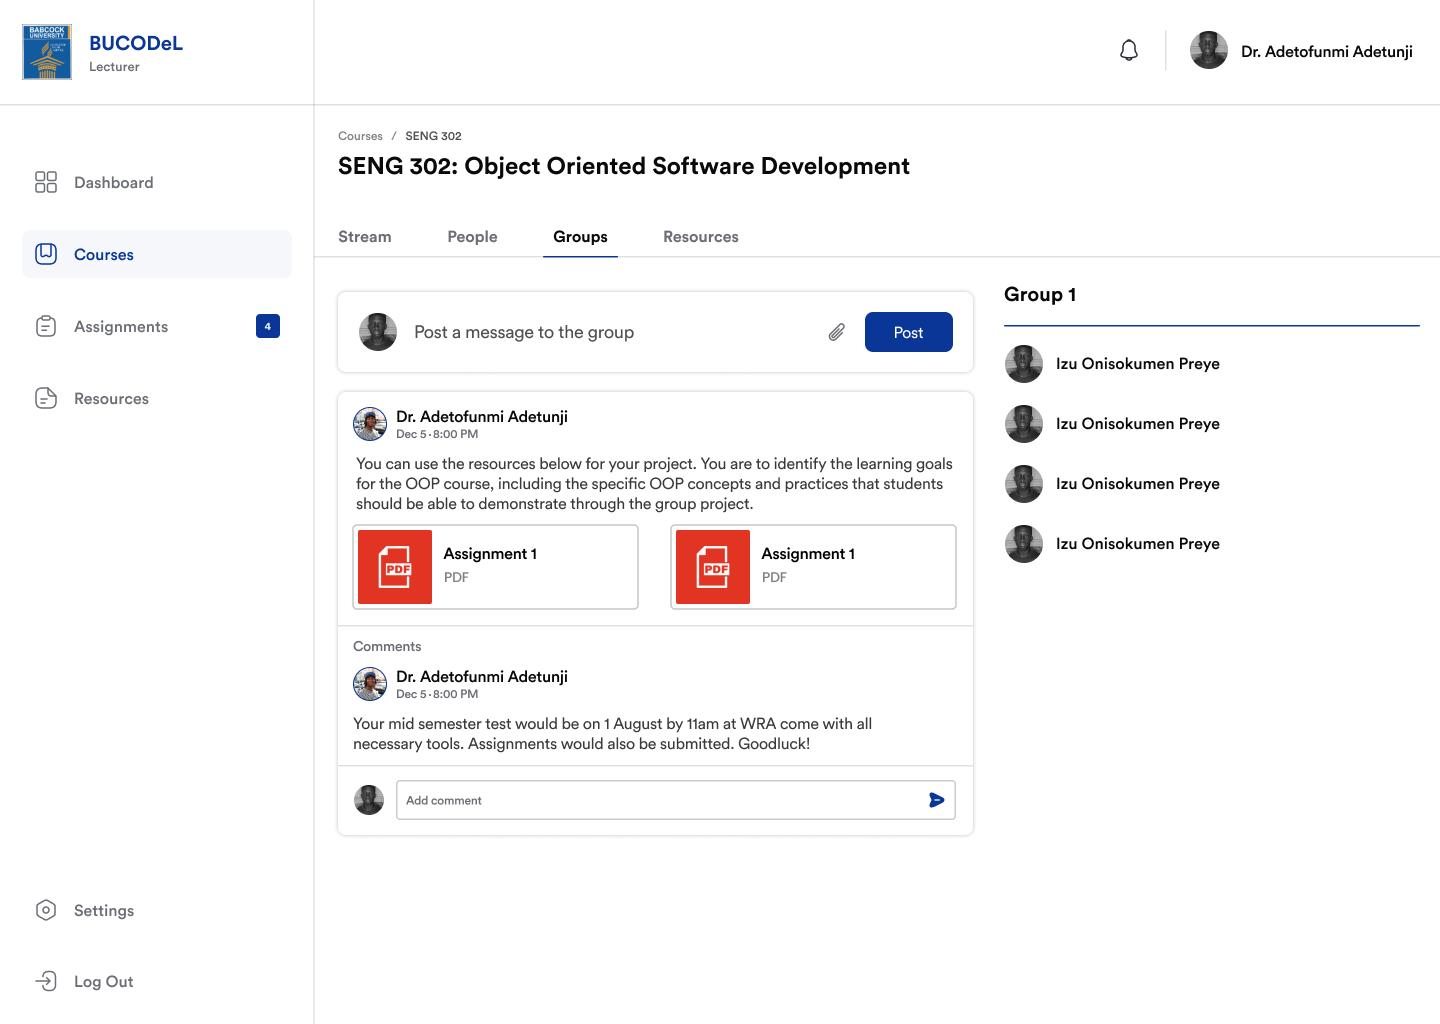 BABCOCK
UNIVERSITY
BUCODeL
Lecturer
Dr. Adetofunmi Adetunji
Dashboard
Courses
Assignments
4
Resources
Settings
Log Out
Courses / SENG 302
SENG 302: Object Oriented Software Development
Stream
People
Groups
Resources
Post a message to the group
Post
Dr. Adetofunmi Adetunji
Dec 5 · 8:00 PM
You can use the resources below for your project. You are to identify the learning goals
for the OOP course, including the specific OOP concepts and practices that students
should be able to demonstrate through the group project.
PDF
Assignment 1
PDF
PDF
Assignment 1
PDF
Comments
Dr. Adetofunmi Adetunji
Dec 5 · 8:00 PM
Your mid semester test would be on 1 August by 11am at WRA come with all
necessary tools. Assignments would also be submitted. Goodluck!
Add comment
Group 1
Izu Onisokumen Preye
Izu Onisokumen Preye
Izu Onisokumen Preye
Izu Onisokumen Preye